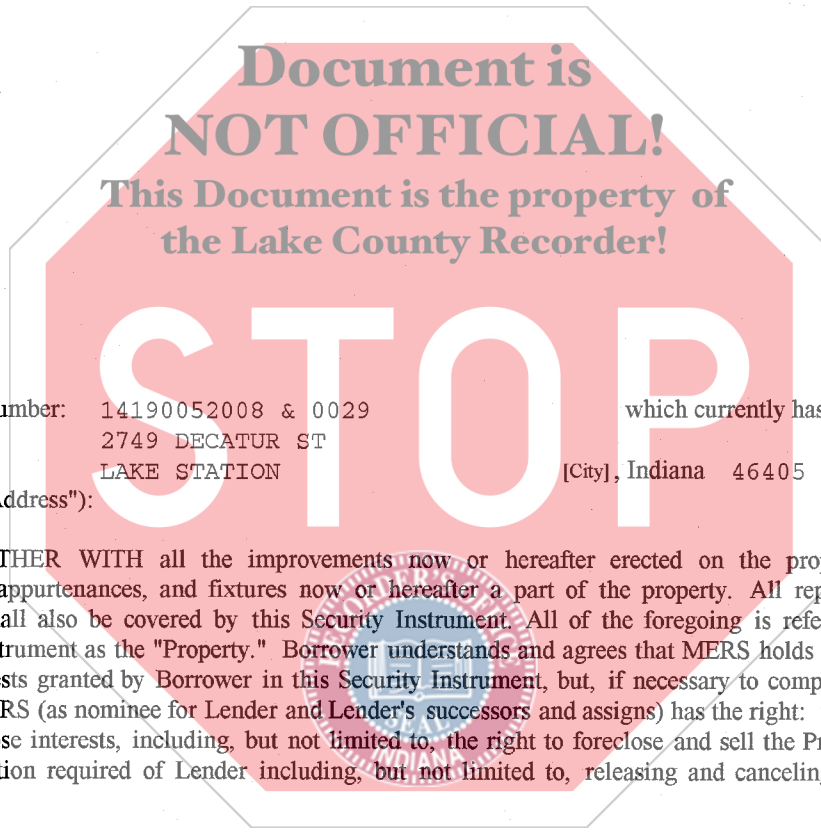 Document is
NOT OFFICIAL!
This Document is the property of
the Lake County Recorder!
STOP
umber: 14190052008 & 0029 which currently has
2749 DECATUR ST
LAKE STATION [City], Indiana 46405
Address"):
THER WITH all the improvements now or hereafter erected on the prop
appurtenances, and fixtures now or hereafter a part of the property. All rep
all also be covered by this Security Instrument. All of the foregoing is refe
trument as the "Property." Borrower understands and agrees that MERS holds
sts granted by Borrower in this Security Instrument, but, if necessary to comp
RS (as nominee for Lender and Lender's successors and assigns) has the right:
se interests, including, but not limited to, the right to foreclose and sell the Pr
tion required of Lender including, but not limited to, releasing and canceling
RECORDER'S OFFICE
INDIANA